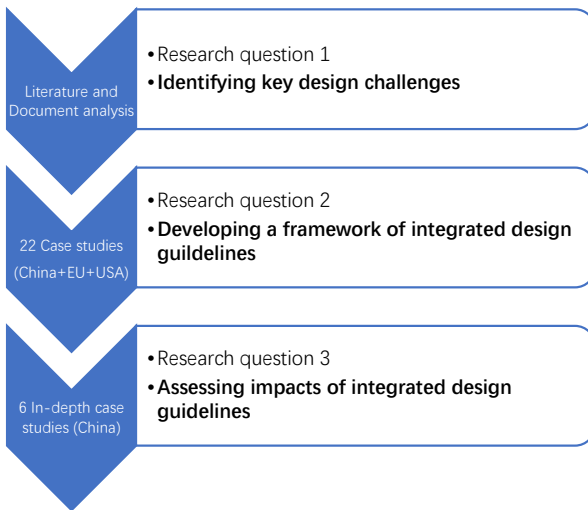 Literature and
Document analysis
•Research question 1
•Identifying key design challenges
22 Case studies
(China+EU+USA)
•Research question 2
•Developing a framework of integrated design
guildelines
6 In-depth case
studies (China)
•Research question 3
•Assessing impacts of integrated design
guidelines